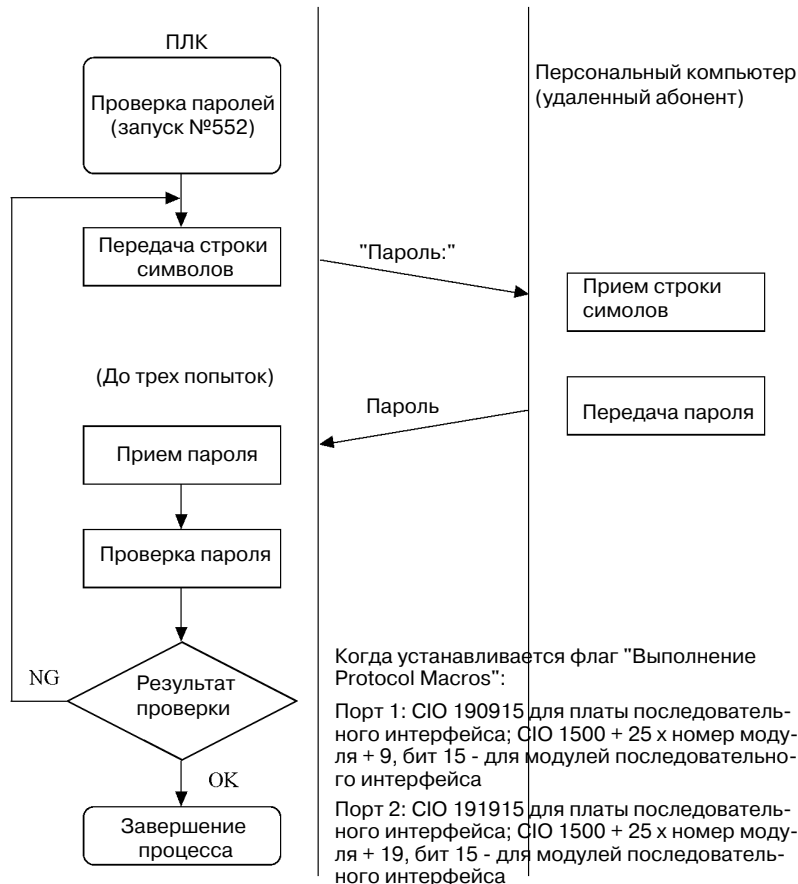 ПЛК
Проверка паролей
(запуск №552)
Персональный компьютер
(удаленный абонент)
Передача строки
символов
"Пароль:"
Прием строки
симолов
(До трех попыток)
Пароль
Передача пароля
Прием пароля
Проверка пароля
Результат
проверки
NG
OK
Завершение
процесса
Когда устанавливается флаг "Выполнение
Protocol Macros":
Порт 1: CIO 190915 для платы последователь-
ного интерфейса; CIO 1500 + 25 x номер моду-
ля + 9, бит 15 - для модулей последовательно-
го интерфейса
Порт 2: CIO 191915 для платы последователь-
ного интерфейса; CIO 1500 + 25 x номер моду-
ля + 19, бит 15 - для модулей последователь-
ного интерфейса